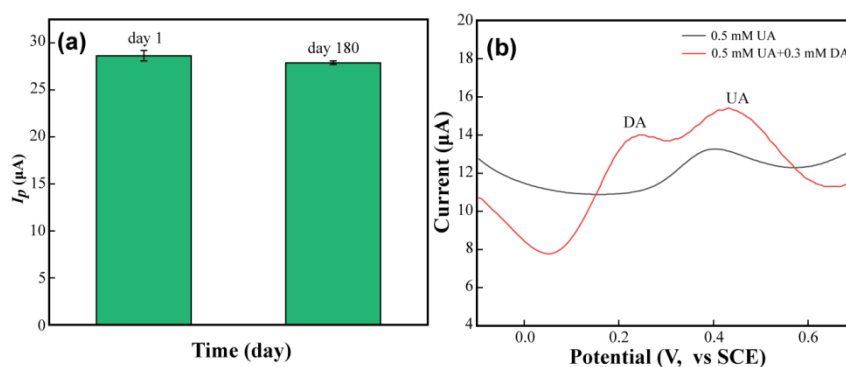 (a)
day 1
day 180
30
25
20
15
10
5
0
Ip (µA)
Time (day)
(b)
0.5 mM UA
0.5 mM UA+0.3 mM DA
DA
UA
20
18
16
14
12
10
8
6
4
Current (µA)
0.0
0.2
0.4
0.6
Potential (V, vs SCE)